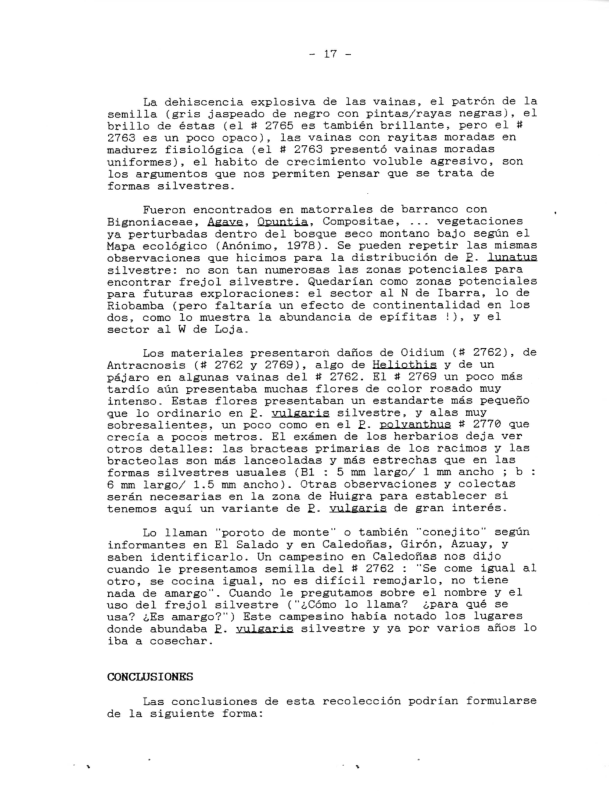 - 17 -
La dehiscencia explosiva de las vainas, el patrón de la
semilla (gris jaspeado de negro con pintas/rayas negras), el
brillo de éstas (el # 2765 es también brillante, pero el #
2763 es un poco opaco), las vainas con rayitas moradas en
madurez fisiológica (el # 2763 presentó vainas moradas
uniformes), el habito de crecimiento voluble agresivo, son
los argumentos que nos permiten pensar que se trata de
formas silvestres.
Fueron encontrados en matorrales de barranco con
Bignoniaceae, Agave, Opuntia, Compositae, ... vegetaciones
ya perturbadas dentro del bosque seco montano bajo según el
Mapa ecológico (Anónimo, 1978). Se pueden repetir las mismas
observaciones que hicimos para la distribución de P. lunatus
silvestre: no son tan numerosas las zonas potenciales para
encontrar frejol silvestre. Quedarían como zonas potenciales
para futuras exploraciones: el sector al N de Ibarra, lo de
Riobamba (pero faltaría un efecto de continentalidad en los
dos, como lo muestra la abundancia de epífitas !), y el
sector al W de Loja.
Los materiales presentaron daños de Oidium (# 2762), de
Antracnosis (# 2762 y 2769), algo de Heliothis y de un
pájaro en algunas vainas del # 2762. El # 2769 un poco más
tardío aún presentaba muchas flores de color rosado muy
intenso. Estas flores presentaban un estandarte más pequeño
que lo ordinario en P. vulgaris silvestre, y alas muy
sobresalientes, un poco como en el P. polyanthus # 2770 que
crecía a pocos metros. El exámen de los herbarios deja ver
otros detalles: las bracteas primarias de los racimos y las
bracteolas son más lanceoladas y más estrechas que en las
formas silvestres usuales (B1 : 5 mm largo/ 1 mm ancho ; b :
6 mm largo/ 1.5 mm ancho). Otras observaciones y colectas
serán necesarias en la zona de Huigra para establecer si
tenemos aquí un variante de P. vulgaris de gran interés.
Lo llaman "poroto de monte" o también "conejito" según
informantes en El Salado y en Caledoñas, Girón, Azuay, y
saben identificarlo. Un campesino en Caledoñas nos dijo
cuando le presentamos semilla del # 2762 : "Se come igual al
otro, se cocina igual, no es difícil remojarlo, no tiene
nada de amargo". Cuando le pregutamos sobre el nombre y el
uso del frejol silvestre ("¿Cómo lo llama? ¿para qué se
usa? ¿Es amargo?") Este campesino había notado los lugares
donde abundaba P. vulgaris silvestre y ya por varios años lo
iba a cosechar.
CONCLUSIONES
Las conclusiones de esta recolección podrían formularse
de la siguiente forma: